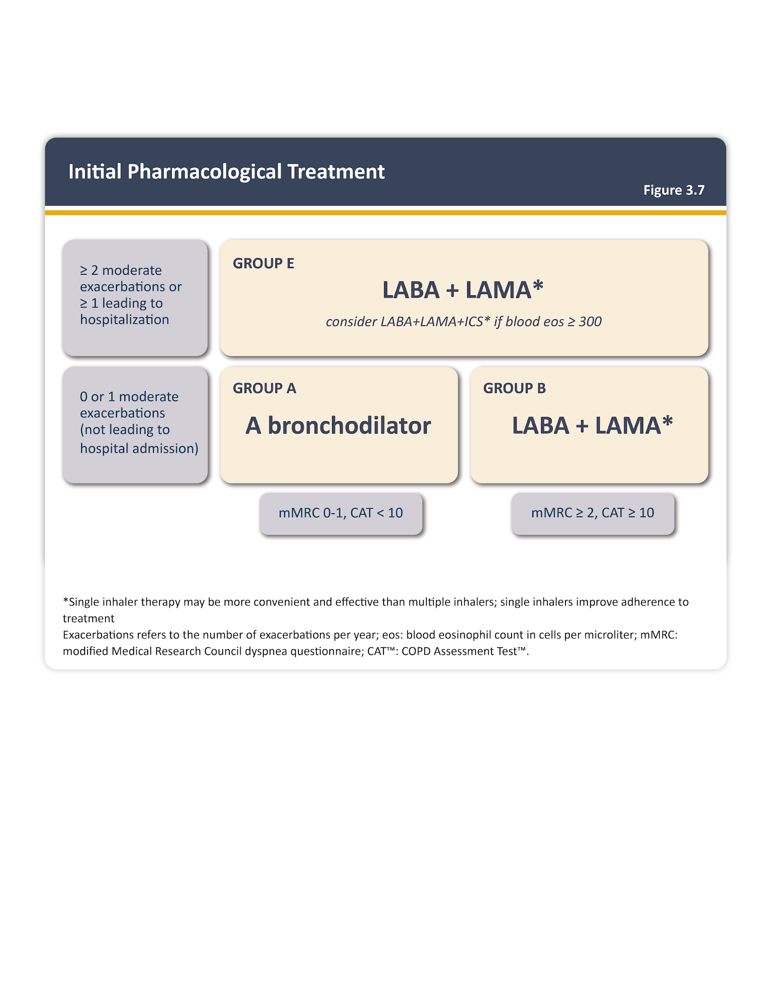 Initial Pharmacological Treatment
Figure 3.7
≥ 2 moderate
exacerbations or
≥ 1 leading to
hospitalization
GROUP E
LABA + LAMA*
consider LABA+LAMA+ICS* if blood eos ≥ 300
0 or 1 moderate
exacerbations
(not leading to
hospital admission)
GROUP A
A bronchodilator
GROUP B
LABA + LAMA*
mMRC 0-1, CAT < 10
mMRC ≥ 2, CAT ≥ 10
*Single inhaler therapy may be more convenient and effective than multiple inhalers; single inhalers improve adherence to
treatment
Exacerbations refers to the number of exacerbations per year; eos: blood eosinophil count in cells per microliter; mMRC:
modified Medical Research Council dyspnea questionnaire; CAT™: COPD Assessment Test™.